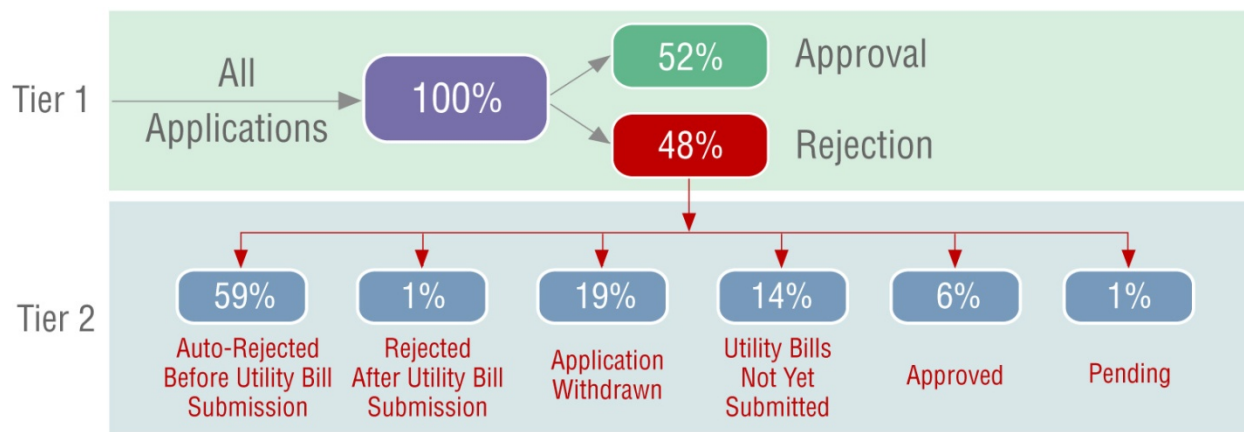 Tier 1
All
Applications
100%
52%
Approval
48%
Rejection
Tier 2
59%
Auto-Rejected
Before Utility Bill
Submission
1%
Rejected
After Utility Bill
Submission
19%
Application
Withdrawn
14%
Utility Bills
Not Yet
Submitted
6%
Approved
1%
Pending